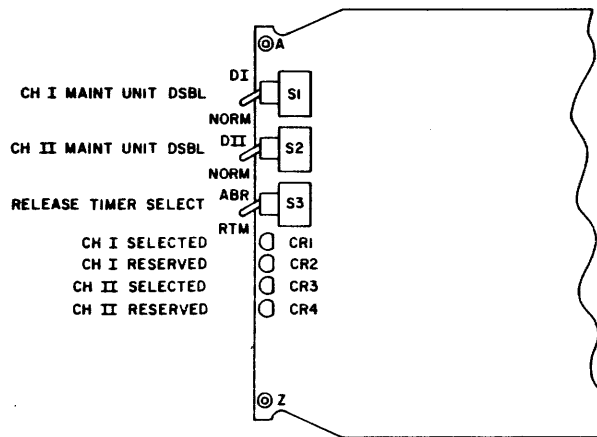 A
DI
CH I MAINT UNIT DSBL
S1
NORM
DII
CH II MAINT UNIT DSBL
S2
NORM
ABR
RELEASE TIMER SELECT
S3
RTM
CH I SELECTED CR1
CH I RESERVED CR2
CH II SELECTED CR3
CH II RESERVED CR4
Z